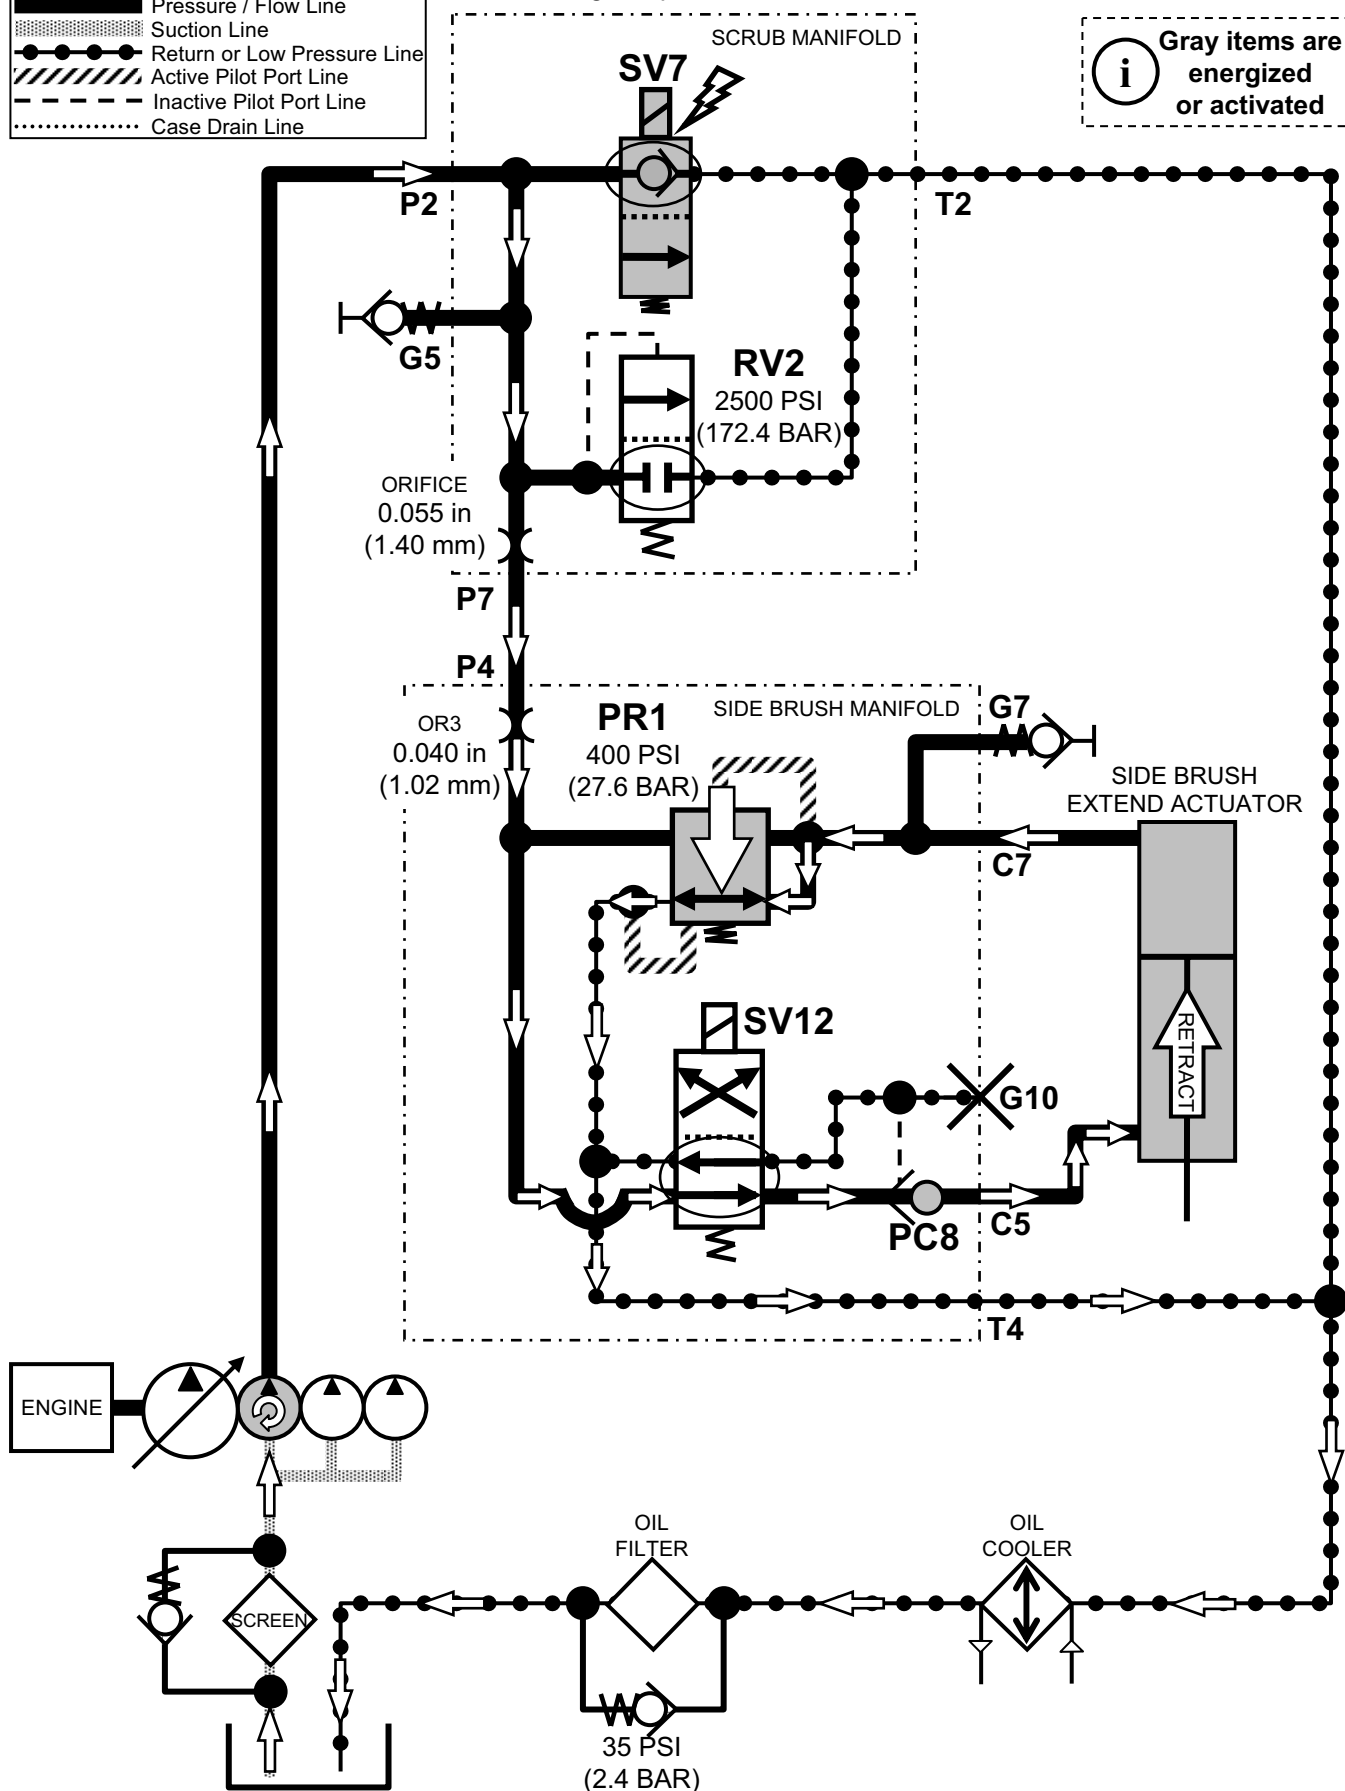 Pressure / Flow Line
Suction Line
Return or Low Pressure Line
Active Pilot Port Line
Inactive Pilot Port Line
Case Drain Line
SCRUB MANIFOLD
SV7
i
Gray items are
energized
or activated
P2
T2
G5
RV2
2500 PSI
(172.4 BAR)
ORIFICE
0.055 in
(1.40 mm)
P7
P4
OR3
0.040 in
(1.02 mm)
PR1
400 PSI
(27.6 BAR)
SIDE BRUSH MANIFOLD
G7
SIDE BRUSH
EXTEND ACTUATOR
C7
RETRACT
SV12
G10
PC8
C5
T4
ENGINE
SCREEN
OIL
FILTER
OIL
COOLER
35 PSI
(2.4 BAR)